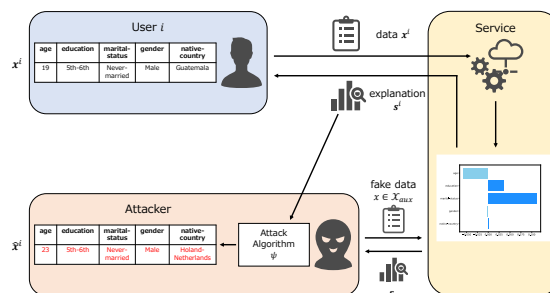 User i
Service
age education marital-status gender native-country
19 5th-6th Never-married Male Guatemala
x^i
data x^i
explanation
s^i
Attacker
age education marital-status gender native-country
23 5th-6th Never-married Male Holand-Netherlands
x̂^i
Attack
Algorithm
ψ
fake data
x ∈ X_aux